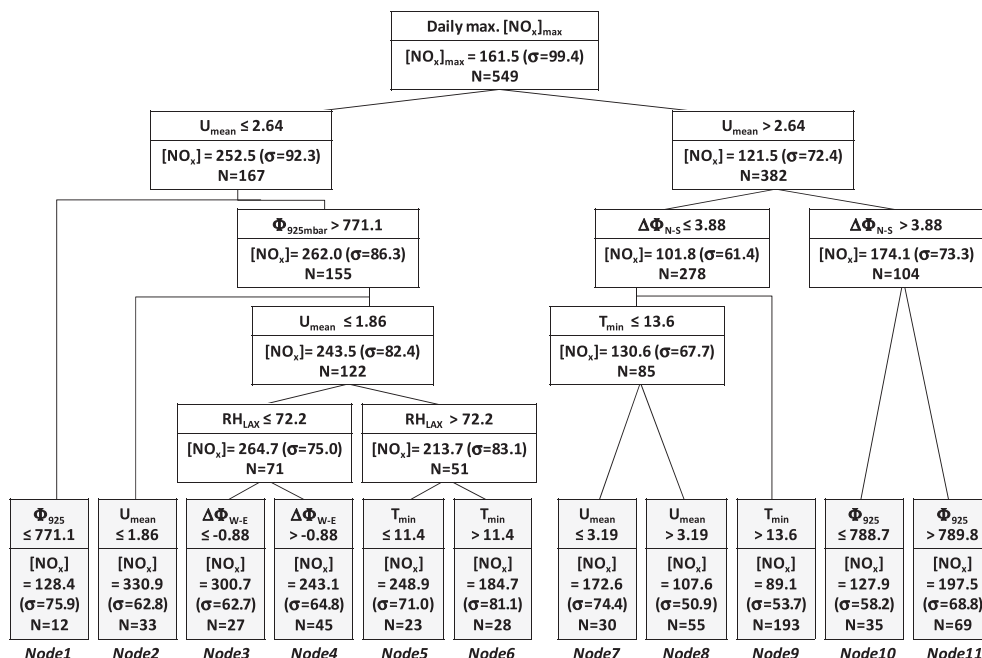 Daily max. [NOx]max
[NOx]max = 161.5 (σ=99.4)
N=549
Umean ≤ 2.64
[NOx] = 252.5 (σ=92.3)
N=167
Umean > 2.64
[NOx] = 121.5 (σ=72.4)
N=382
Φ925mbar > 771.1
[NOx]= 262.0 (σ=86.3)
N=155
ΔΦN-S ≤ 3.88
[NOx]= 101.8 (σ=61.4)
N=278
ΔΦN-S > 3.88
[NOx]= 174.1 (σ=73.3)
N=104
Umean ≤ 1.86
[NOx]= 243.5 (σ=82.4)
N=122
Tmin ≤ 13.6
[NOx]= 130.6 (σ=67.7)
N=85
RHLAX ≤ 72.2
[NOx]= 264.7 (σ=75.0)
N=71
RHLAX > 72.2
[NOx]= 213.7 (σ=83.1)
N=51
Φ925
≤ 771.1
[NOx]
= 128.4
(σ=75.9)
N=12
Node1
Umean
≤ 1.86
[NOx]
= 330.9
(σ=62.8)
N=33
Node2
ΔΦW-E
≤ -0.88
[NOx]
= 300.7
(σ=62.7)
N=27
Node3
ΔΦW-E
> -0.88
[NOx]
= 243.1
(σ=64.8)
N=45
Node4
Tmin
≤ 11.4
[NOx]
= 248.9
(σ=71.0)
N=23
Node5
Tmin
> 11.4
[NOx]
= 184.7
(σ=81.1)
N=28
Node6
Umean
≤ 3.19
[NOx]
= 172.6
(σ=74.4)
N=30
Node7
Umean
> 3.19
[NOx]
= 107.6
(σ=50.9)
N=55
Node8
Tmin
> 13.6
[NOx]
= 89.1
(σ=53.7)
N=193
Node9
Φ925
≤ 788.7
[NOx]
= 127.9
(σ=58.2)
N=35
Node10
Φ925
> 789.8
[NOx]
= 197.5
(σ=68.8)
N=69
Node11